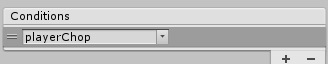 Conditions
playerChop
+ −